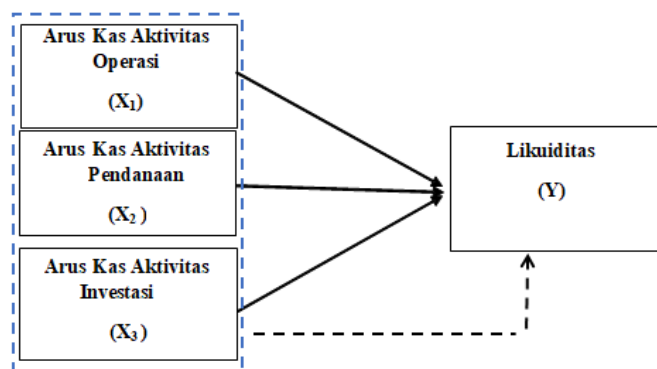 Arus Kas Aktivitas
Operasi
(X₁)
Arus Kas Aktivitas
Pendanaan
(X₂ )
Arus Kas Aktivitas
Investasi
(X₃ )
Likuiditas
(Y)